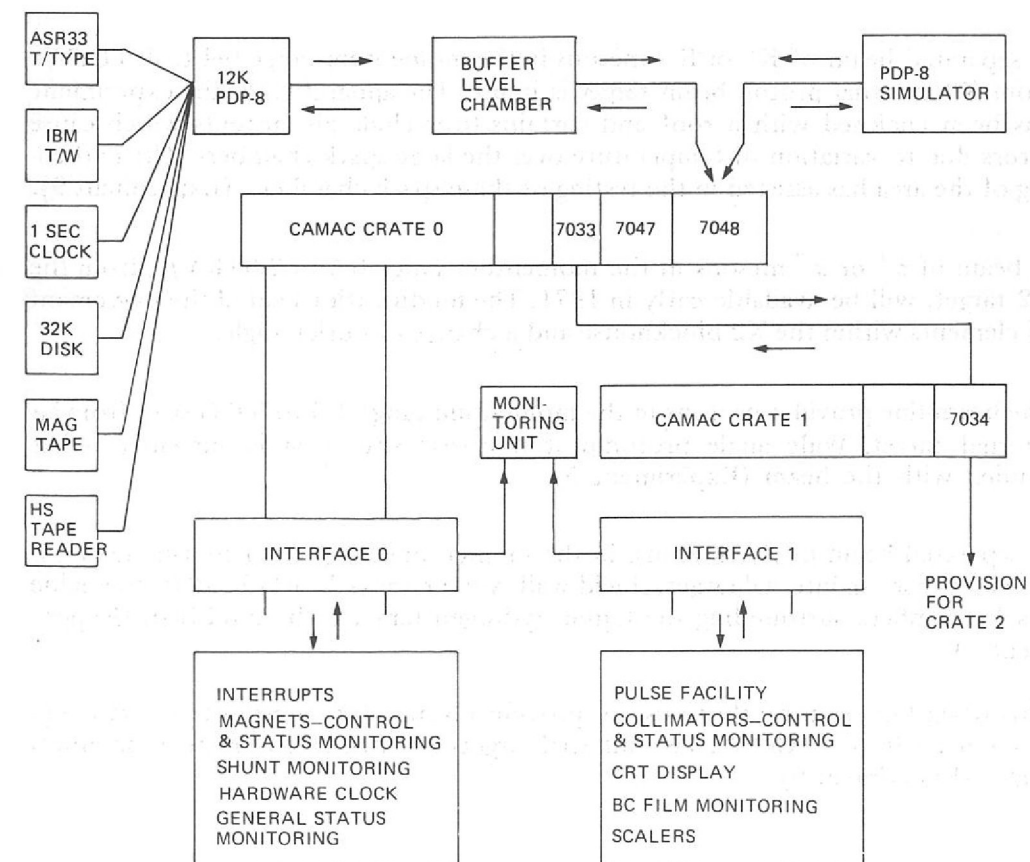 ASR33
T/TYPE
12K
PDP-8
BUFFER
LEVEL
CHAMBER
PDP-8
SIMULATOR
IBM
T/W
1 SEC
CLOCK
CAMAC CRATE 0
7033
7047
7048
32K
DISK
MAG
TAPE
MONI-
TORING
UNIT
CAMAC CRATE 1
7034
HS
TAPE
READER
INTERFACE 0
INTERFACE 1
PROVISION
FOR
CRATE 2
INTERRUPTS
MAGNETS–CONTROL
& STATUS MONITORING
SHUNT MONITORING
HARDWARE CLOCK
GENERAL STATUS
MONITORING
PULSE FACILITY
COLLIMATORS–CONTROL
& STATUS MONITORING
CRT DISPLAY
BC FILM MONITORING
SCALERS